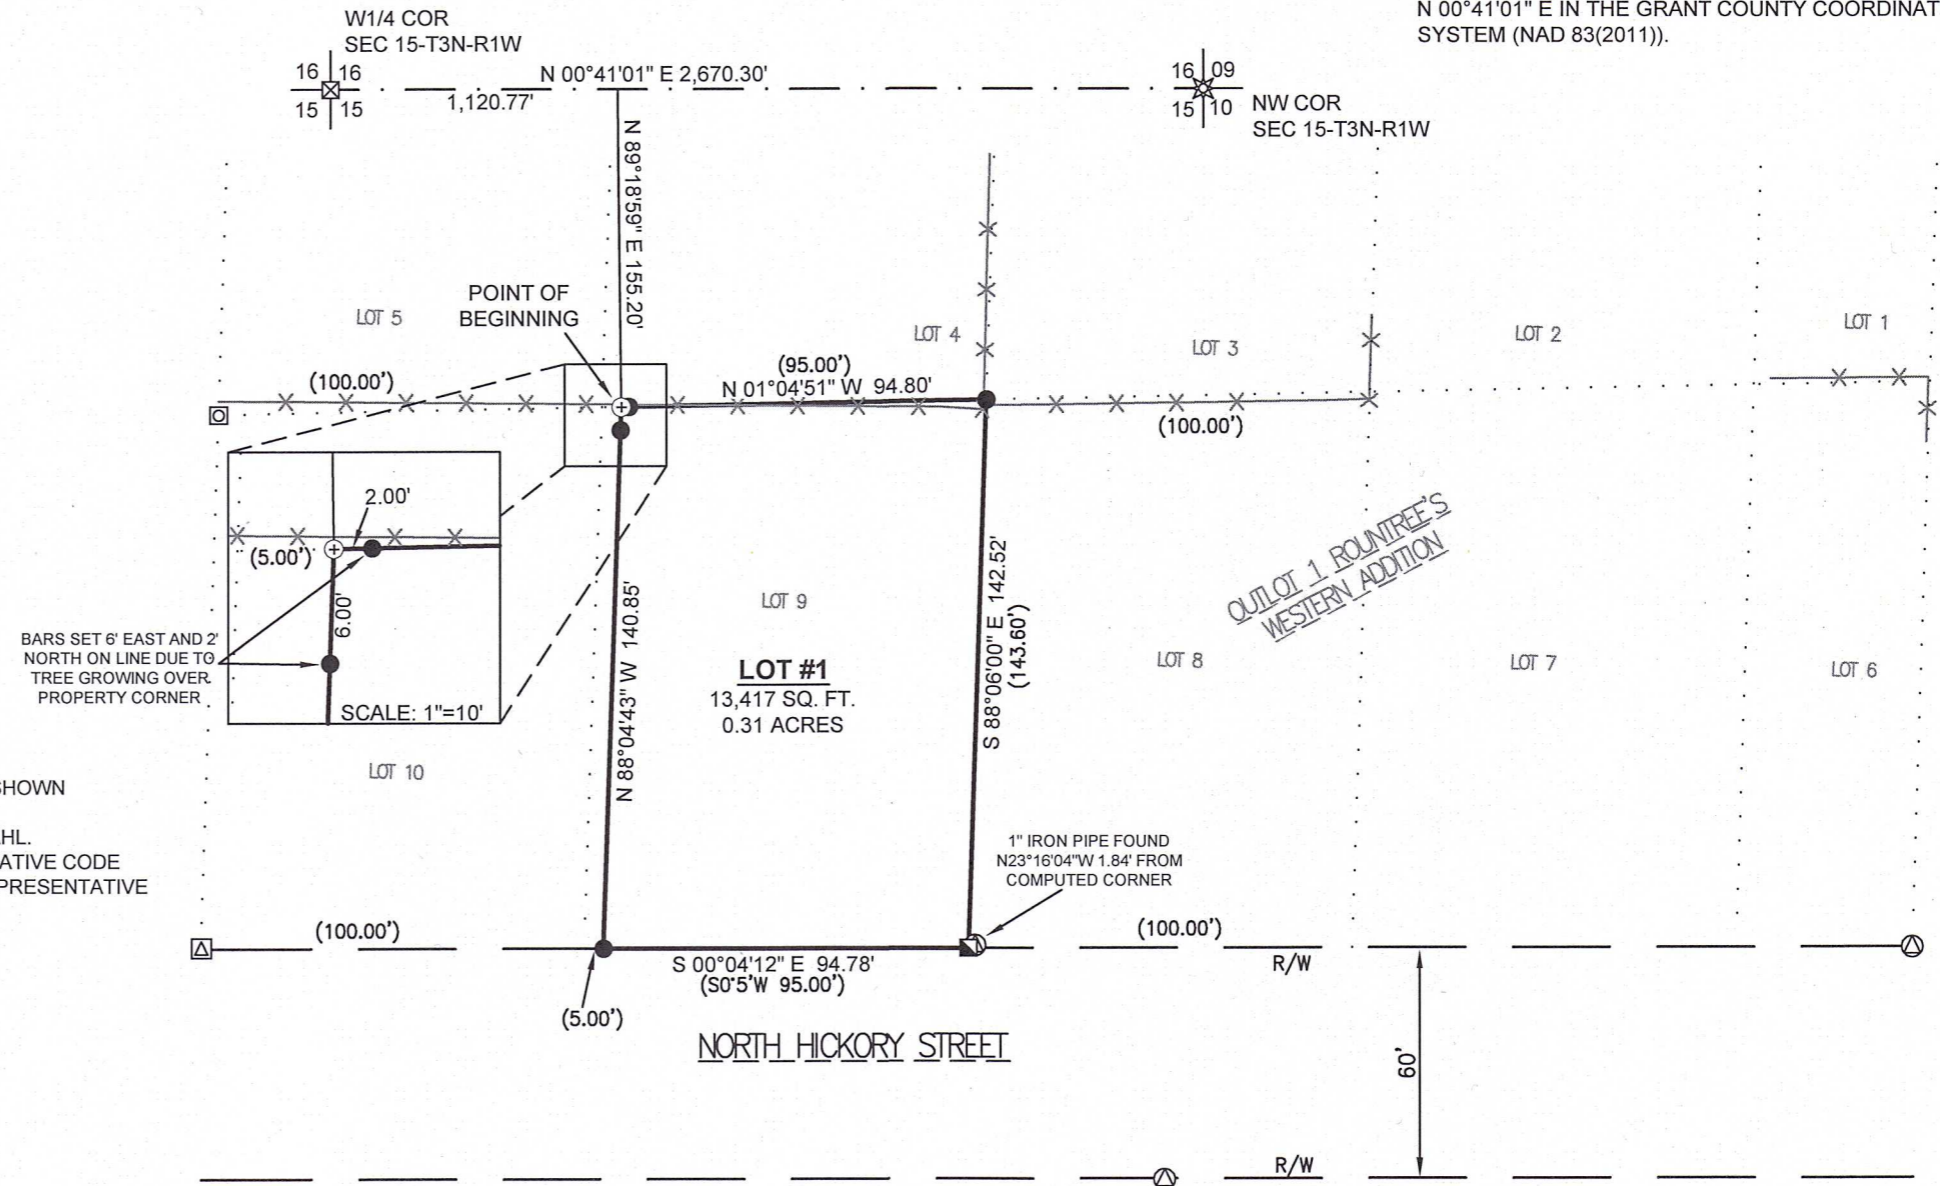 N 00°41'01" E IN THE GRANT COUNTY COORDINAT
SYSTEM (NAD 83(2011)).
W1/4 COR
SEC 15-T3N-R1W
16 16
15 15
N 00°41'01" E 2,670.30'
1,120.77'
16 09
15 10
NW COR
SEC 15-T3N-R1W
N 89°18'59" E 155.20'
POINT OF
BEGINNING
LOT 5
LOT 4
LOT 3
LOT 2
LOT 1
(100.00')
(95.00')
N 01°04'51" W 94.80'
(100.00')
2.00'
(5.00')
6.00'
SCALE: 1"=10'
BARS SET 6' EAST AND 2'
NORTH ON LINE DUE TO
TREE GROWING OVER
PROPERTY CORNER
N 88°04'43" W 140.85'
LOT 9
LOT #1
13,417 SQ. FT.
0.31 ACRES
S 88°06'00" E 142.52'
(143.60')
OUTLOT 1 ROUNTREE'S
WESTERN ADDITION
LOT 8
LOT 7
LOT 6
LOT 10
SHOWN
AHL.
ATIVE CODE
PRESENTATIVE
1" IRON PIPE FOUND
N23°16'04"W 1.84' FROM
COMPUTED CORNER
(100.00')
(100.00')
S 00°04'12" E 94.78'
(S0°5'W 95.00')
R/W
(5.00')
NORTH HICKORY STREET
60'
R/W